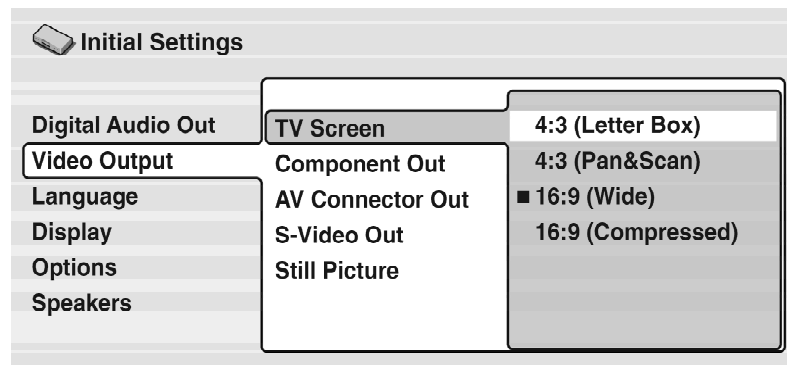 Initial Settings
Digital Audio Out
Video Output
Language
Display
Options
Speakers
TV Screen
Component Out
AV Connector Out
S-Video Out
Still Picture
4:3 (Letter Box)
4:3 (Pan&Scan)
■ 16:9 (Wide)
16:9 (Compressed)